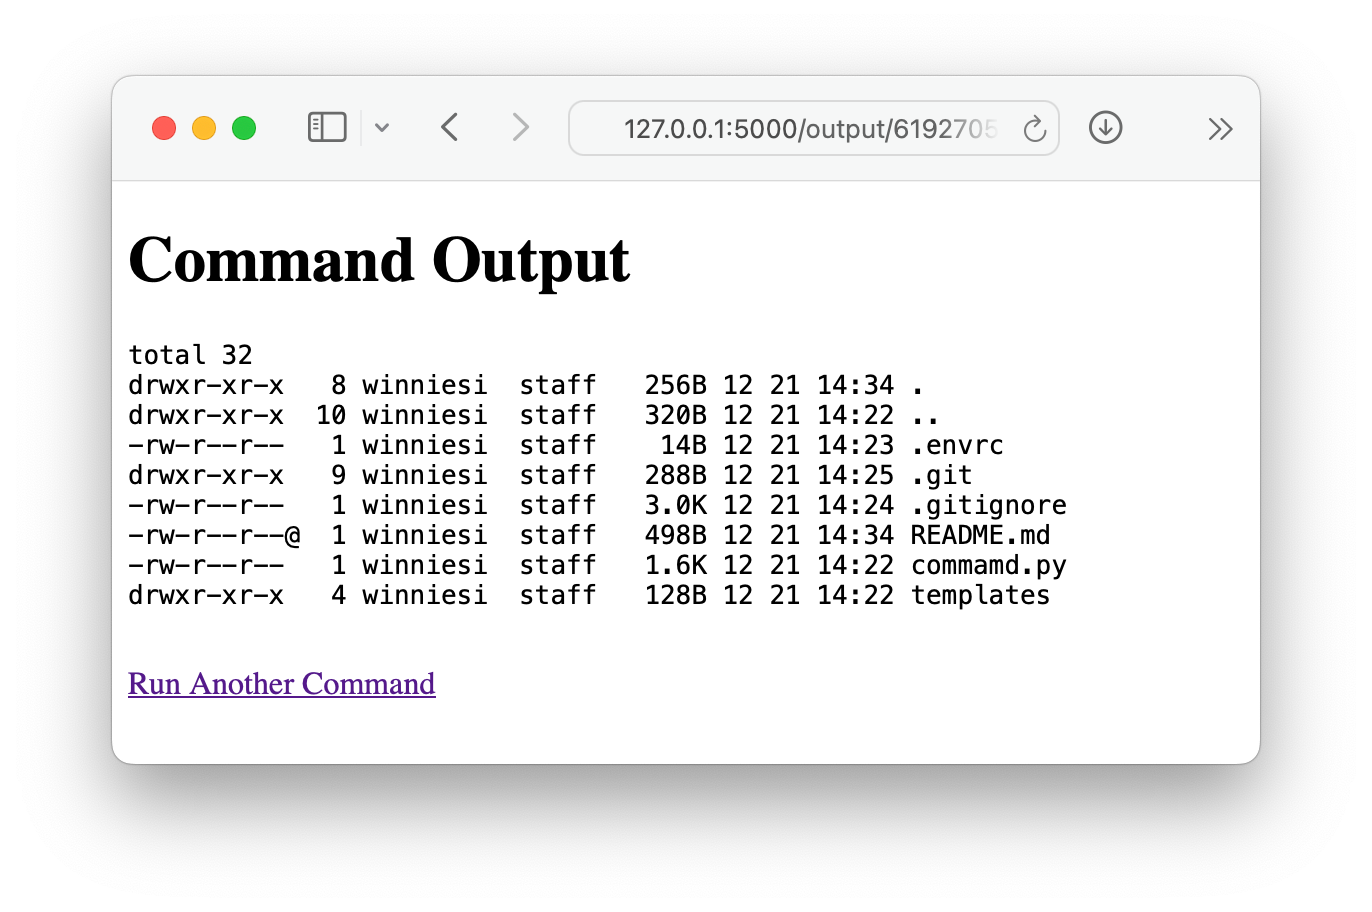 127.0.0.1:5000/output/6192705
Command Output
total 32
drwxr-xr-x   8 winniesi  staff   256B 12 21 14:34 .
drwxr-xr-x  10 winniesi  staff   320B 12 21 14:22 ..
-rw-r--r--   1 winniesi  staff    14B 12 21 14:23 .envrc
drwxr-xr-x   9 winniesi  staff   288B 12 21 14:25 .git
-rw-r--r--   1 winniesi  staff   3.0K 12 21 14:24 .gitignore
-rw-r--r--@  1 winniesi  staff   498B 12 21 14:34 README.md
-rw-r--r--   1 winniesi  staff   1.6K 12 21 14:22 commamd.py
drwxr-xr-x   4 winniesi  staff   128B 12 21 14:22 templates
Run Another Command